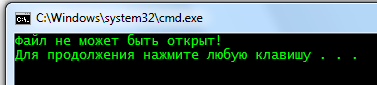 C:\Windows\system32\cmd.exe
Файл не может быть открыт!
Для продолжения нажмите любую клавишу . . .